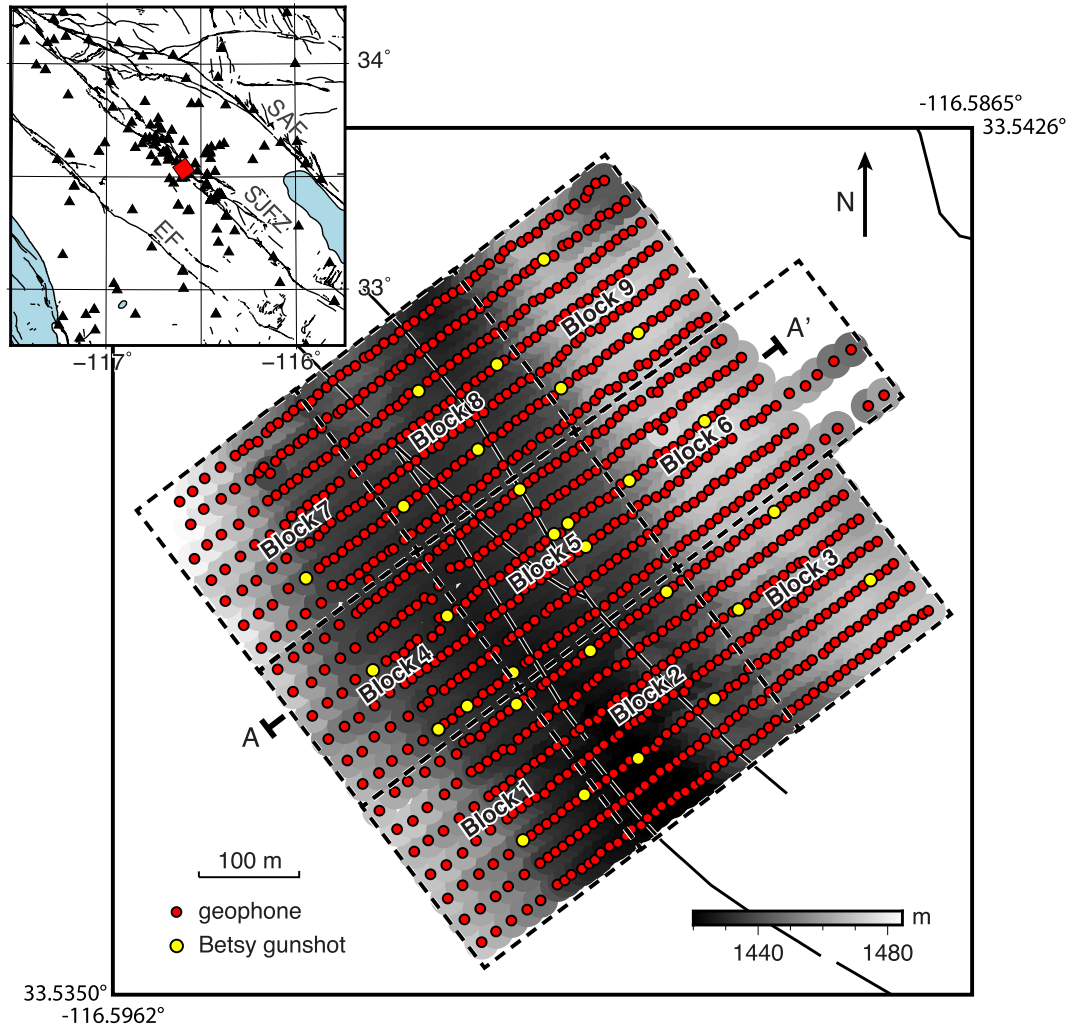 34°
-116.5865°
33.5426°
SAF
SJFZ
EF
N
33°
−117°
−116°
A'
Block 9
Block 8
Block 6
Block 7
Block 5
Block 3
Block 4
Block 2
A
Block 1
100 m
geophone
Betsy gunshot
m
1440
1480
33.5350°
-116.5962°